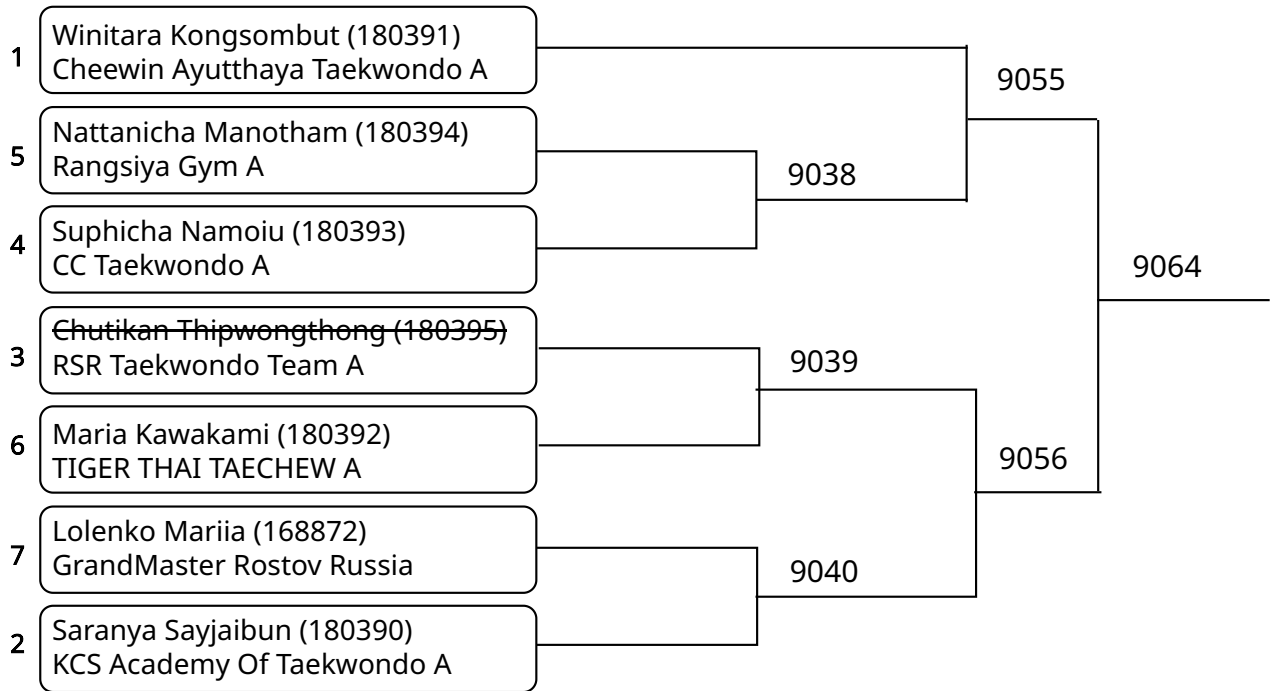 1
Winitara Kongsombut (180391)
Cheewin Ayutthaya Taekwondo A
5
Nattanicha Manotham (180394)
Rangsiya Gym A
4
Suphicha Namoiu (180393)
CC Taekwondo A
3
Chutikan Thipwongthong (180395)
RSR Taekwondo Team A
6
Maria Kawakami (180392)
TIGER THAI TAECHEW A
7
Lolenko Mariia (168872)
GrandMaster Rostov Russia
2
Saranya Sayjaibun (180390)
KCS Academy Of Taekwondo A
9038
9039
9040
9055
9056
9064